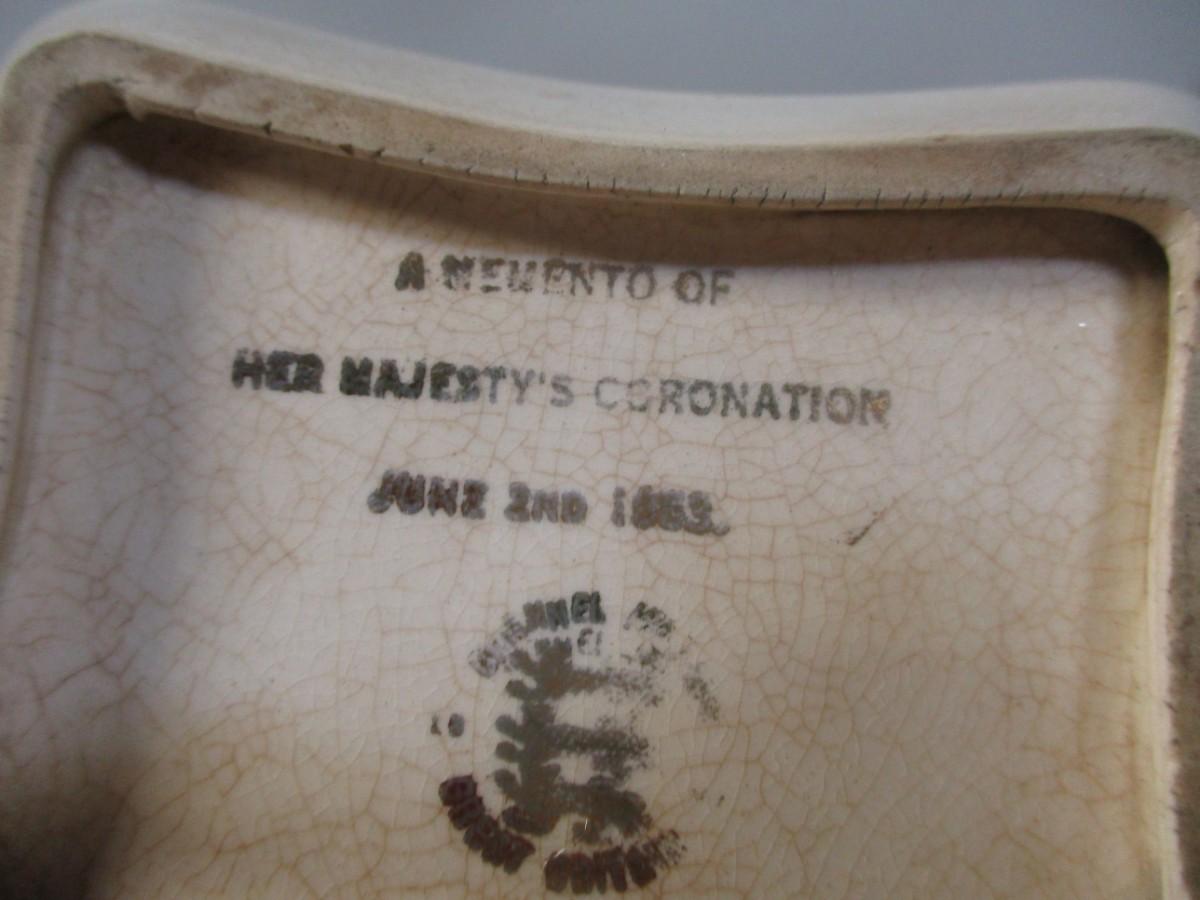 A MEMENTO OF
HER MAJESTY'S CORONATION
JUNE 2ND 1953.